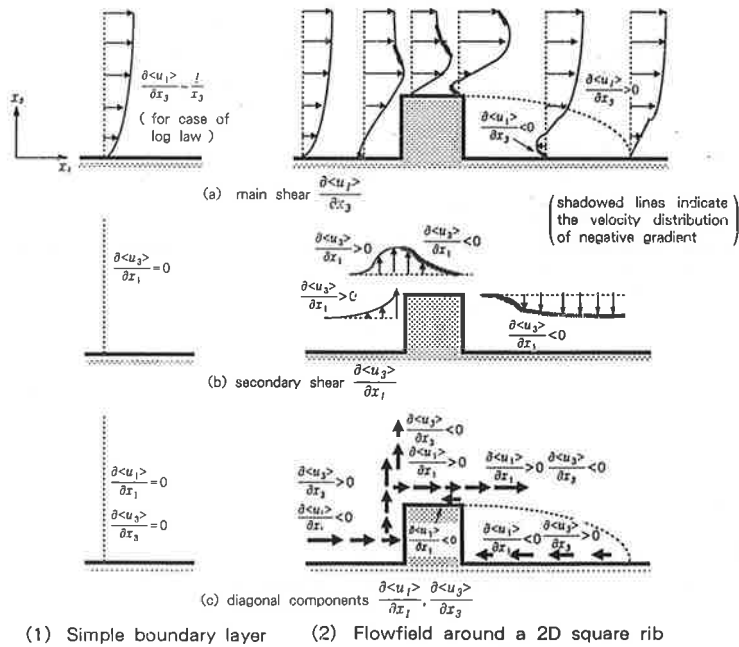 ∂<u₁>/∂x₃ ~ 1/x₃
( for case of
log law )
x₃
x₁
∂<u₁>/∂x₃ <0
∂<u₁>/∂x₃ >0
(a) main shear ∂<u₁>/∂x₃
(shadowed lines indicate
the velocity distribution
of negative gradient)
∂<u₃>/∂x₁ =0
∂<u₃>/∂x₁ >0
∂<u₃>/∂x₁ >0
∂<u₃>/∂x₁ <0
∂<u₃>/∂x₁ <0
(b) secondary shear ∂<u₃>/∂x₁
∂<u₁>/∂x₁ =0
∂<u₃>/∂x₃ =0
∂<u₃>/∂x₃ >0
∂<u₁>/∂x₁ <0
∂<u₃>/∂x₃ <0
∂<u₁>/∂x₁ >0
∂<u₁>/∂x₁ >0 ∂<u₃>/∂x₃ <0
∂<u₁>/∂x₁ <0
∂<u₁>/∂x₁ <0 ∂<u₃>/∂x₃ >0
(c) diagonal components ∂<u₁>/∂x₁, ∂<u₃>/∂x₃
(1) Simple boundary layer
(2) Flowfield around a 2D square rib